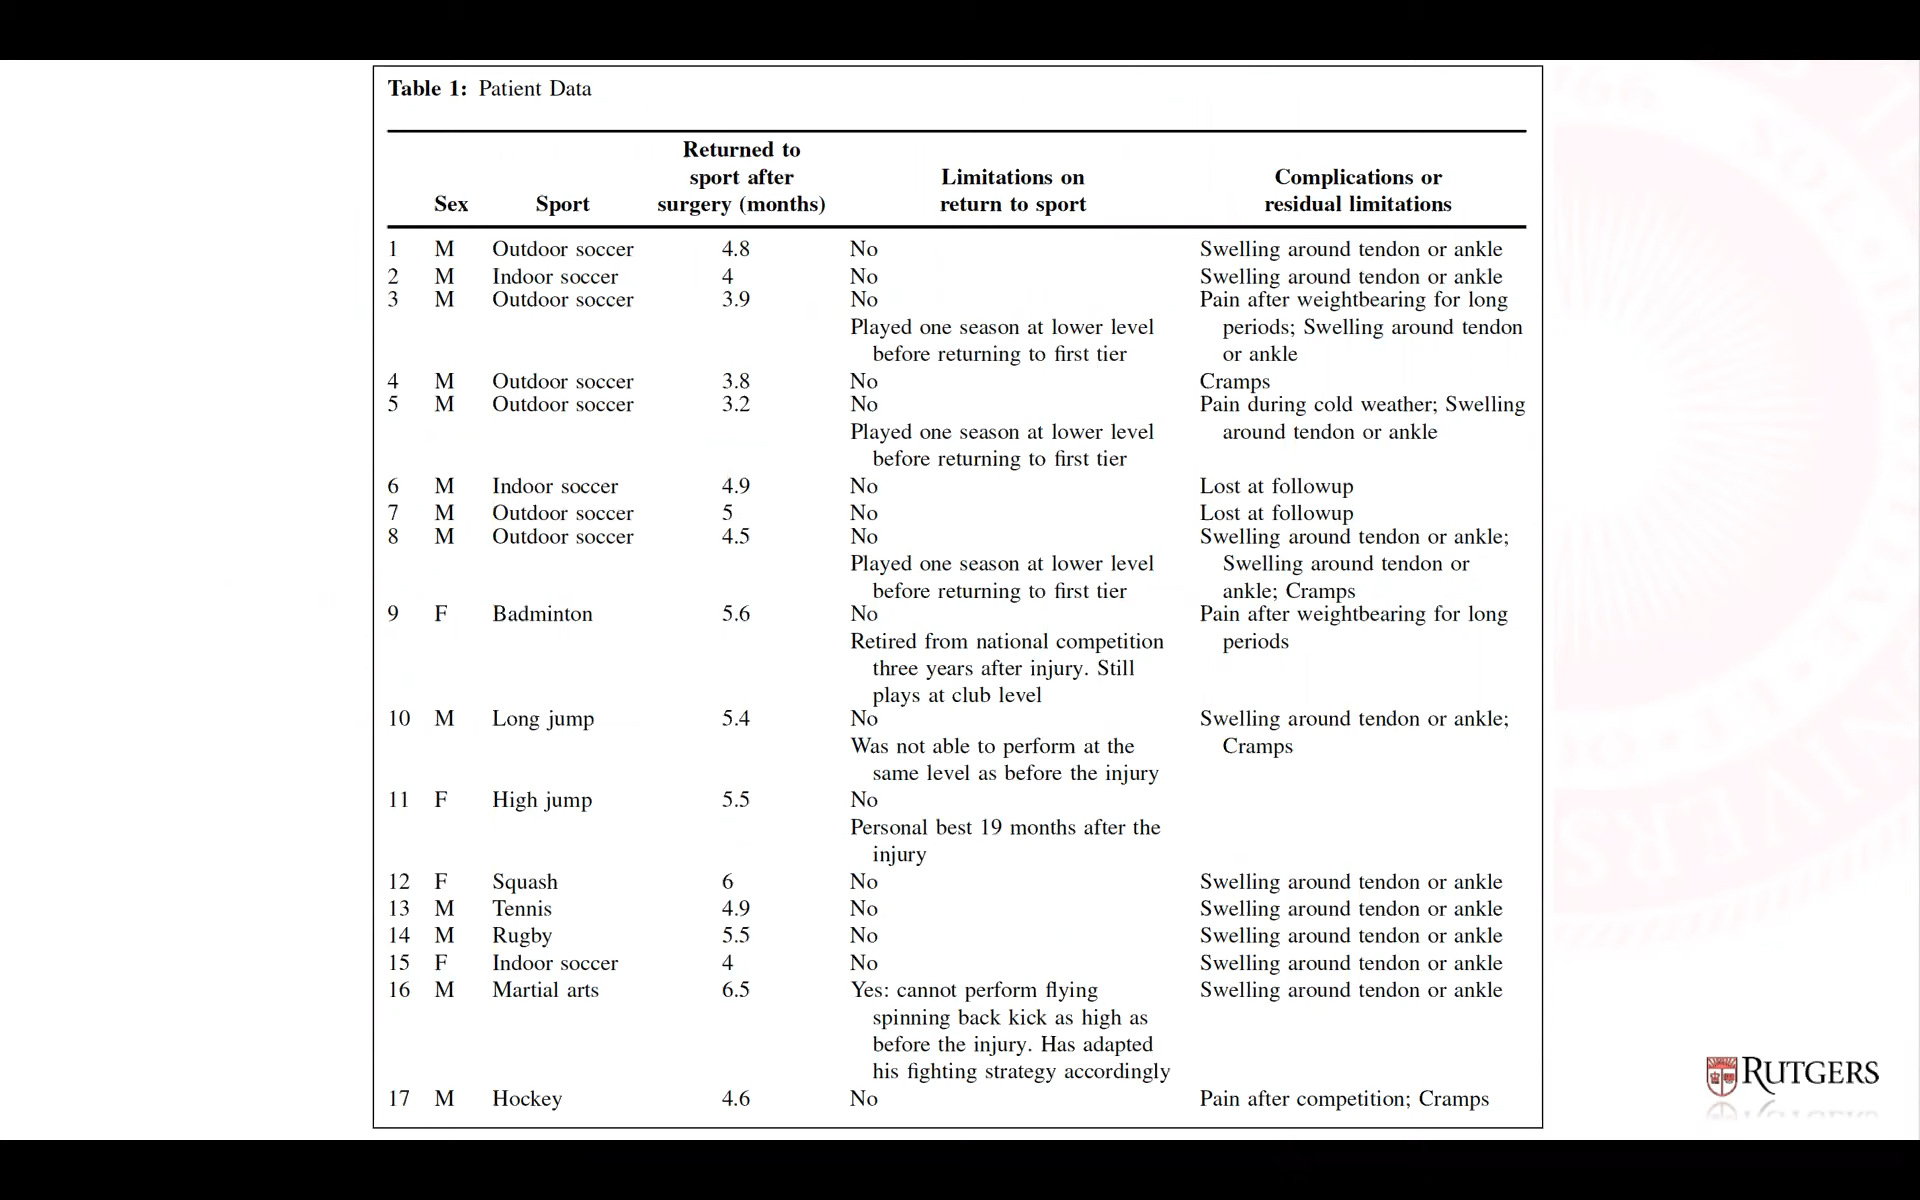 Table 1: Patient Data
Returned to
sport after
Limitations on Complications or
Sex Sport surgery (months) return to sport residual limitations
1 M Outdoor soccer 4.8 No Swelling around tendon or ankle
2 M Indoor soccer 4 No Swelling around tendon or ankle
3 M Outdoor soccer 3.9 No Pain after weightbearing for long
Played one season at lower level periods; Swelling around tendon
before returning to first tier or ankle
4 M Outdoor soccer 3.8 No Cramps
5 M Outdoor soccer 3.2 No Pain during cold weather; Swelling
Played one season at lower level around tendon or ankle
before returning to first tier
6 M Indoor soccer 4.9 No Lost at followup
7 M Outdoor soccer 5 No Lost at followup
8 M Outdoor soccer 4.5 No Swelling around tendon or ankle;
Played one season at lower level Swelling around tendon or
before returning to first tier ankle; Cramps
9 F Badminton 5.6 No Pain after weightbearing for long
Retired from national competition periods
three years after injury. Still
plays at club level
10 M Long jump 5.4 No Swelling around tendon or ankle;
Was not able to perform at the Cramps
same level as before the injury
11 F High jump 5.5 No
Personal best 19 months after the
injury
12 F Squash 6 No Swelling around tendon or ankle
13 M Tennis 4.9 No Swelling around tendon or ankle
14 M Rugby 5.5 No Swelling around tendon or ankle
15 F Indoor soccer 4 No Swelling around tendon or ankle
16 M Martial arts 6.5 Yes: cannot perform flying Swelling around tendon or ankle
spinning back kick as high as
before the injury. Has adapted
his fighting strategy accordingly
17 M Hockey 4.6 No Pain after competition; Cramps
RUTGERS